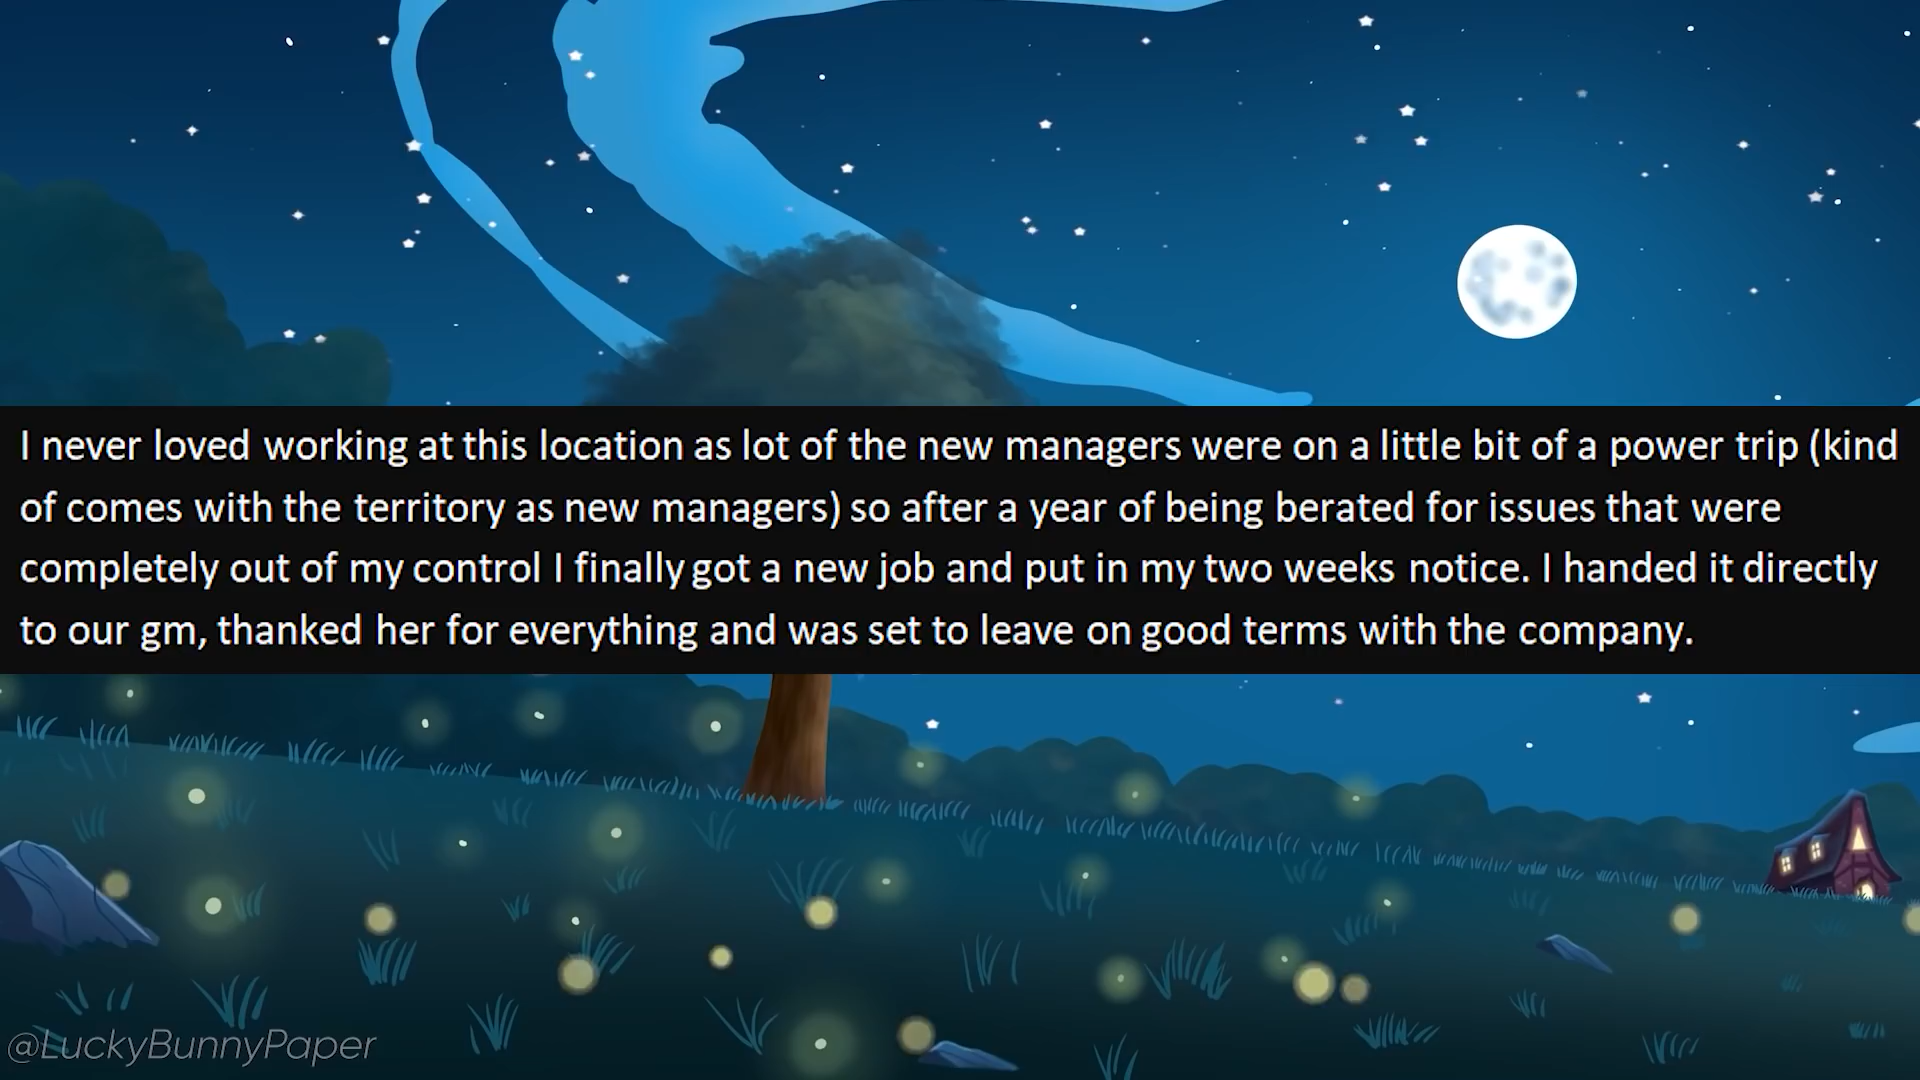 I never loved working at this location as lot of the new managers were on a little bit of a power trip (kind
of comes with the territory as new managers) so after a year of being berated for issues that were
completely out of my control I finally got a new job and put in my two weeks notice. I handed it directly
to our gm, thanked her for everything and was set to leave on good terms with the company.
@LuckyBunnyPaper